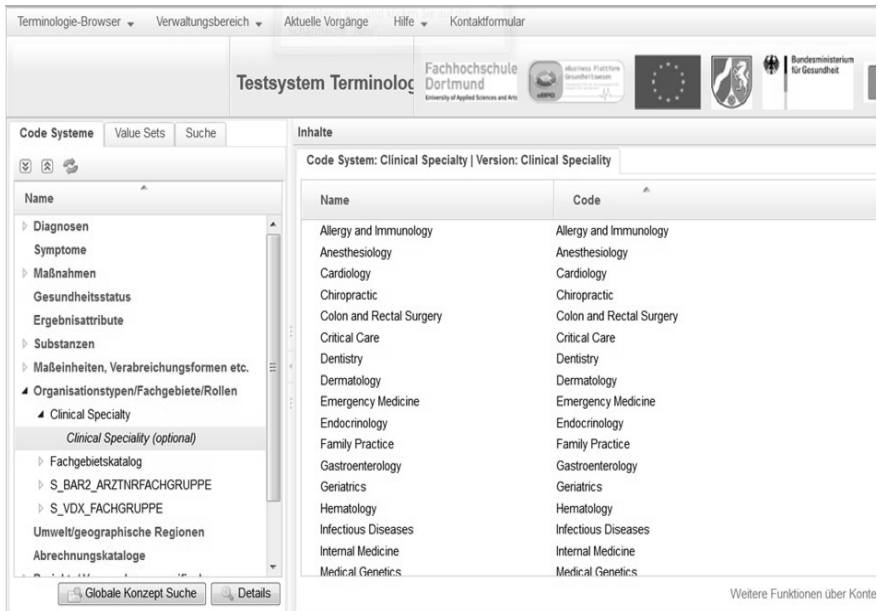 Terminologie-Browser Verwaltungsbereich Aktuelle Vorgänge Hilfe Kontaktformular
Testsystem Terminolog
Fachhochschule
Dortmund
University of Applied Sciences and Arts
eBusiness Plattform
Gesundheitswesen
eBPG
Bundesministerium
für Gesundheit
Code Systeme Value Sets Suche
Name
Diagnosen
Symptome
Maßnahmen
Gesundheitsstatus
Ergebnisattribute
Substanzen
Maßeinheiten, Verabreichungsformen etc.
Organisationstypen/Fachgebiete/Rollen
Clinical Specialty
Clinical Speciality (optional)
Fachgebietskatalog
S_BAR2_ARZTNRFACHGRUPPE
S_VDX_FACHGRUPPE
Umwelt/geographische Regionen
Abrechnungskataloge
Globale Konzept Suche Details
Inhalte
Code System: Clinical Specialty | Version: Clinical Speciality
Name Code
Allergy and Immunology Allergy and Immunology
Anesthesiology Anesthesiology
Cardiology Cardiology
Chiropractic Chiropractic
Colon and Rectal Surgery Colon and Rectal Surgery
Critical Care Critical Care
Dentistry Dentistry
Dermatology Dermatology
Emergency Medicine Emergency Medicine
Endocrinology Endocrinology
Family Practice Family Practice
Gastroenterology Gastroenterology
Geriatrics Geriatrics
Hematology Hematology
Infectious Diseases Infectious Diseases
Internal Medicine Internal Medicine
Medical Genetics Medical Genetics
Weitere Funktionen über Konte